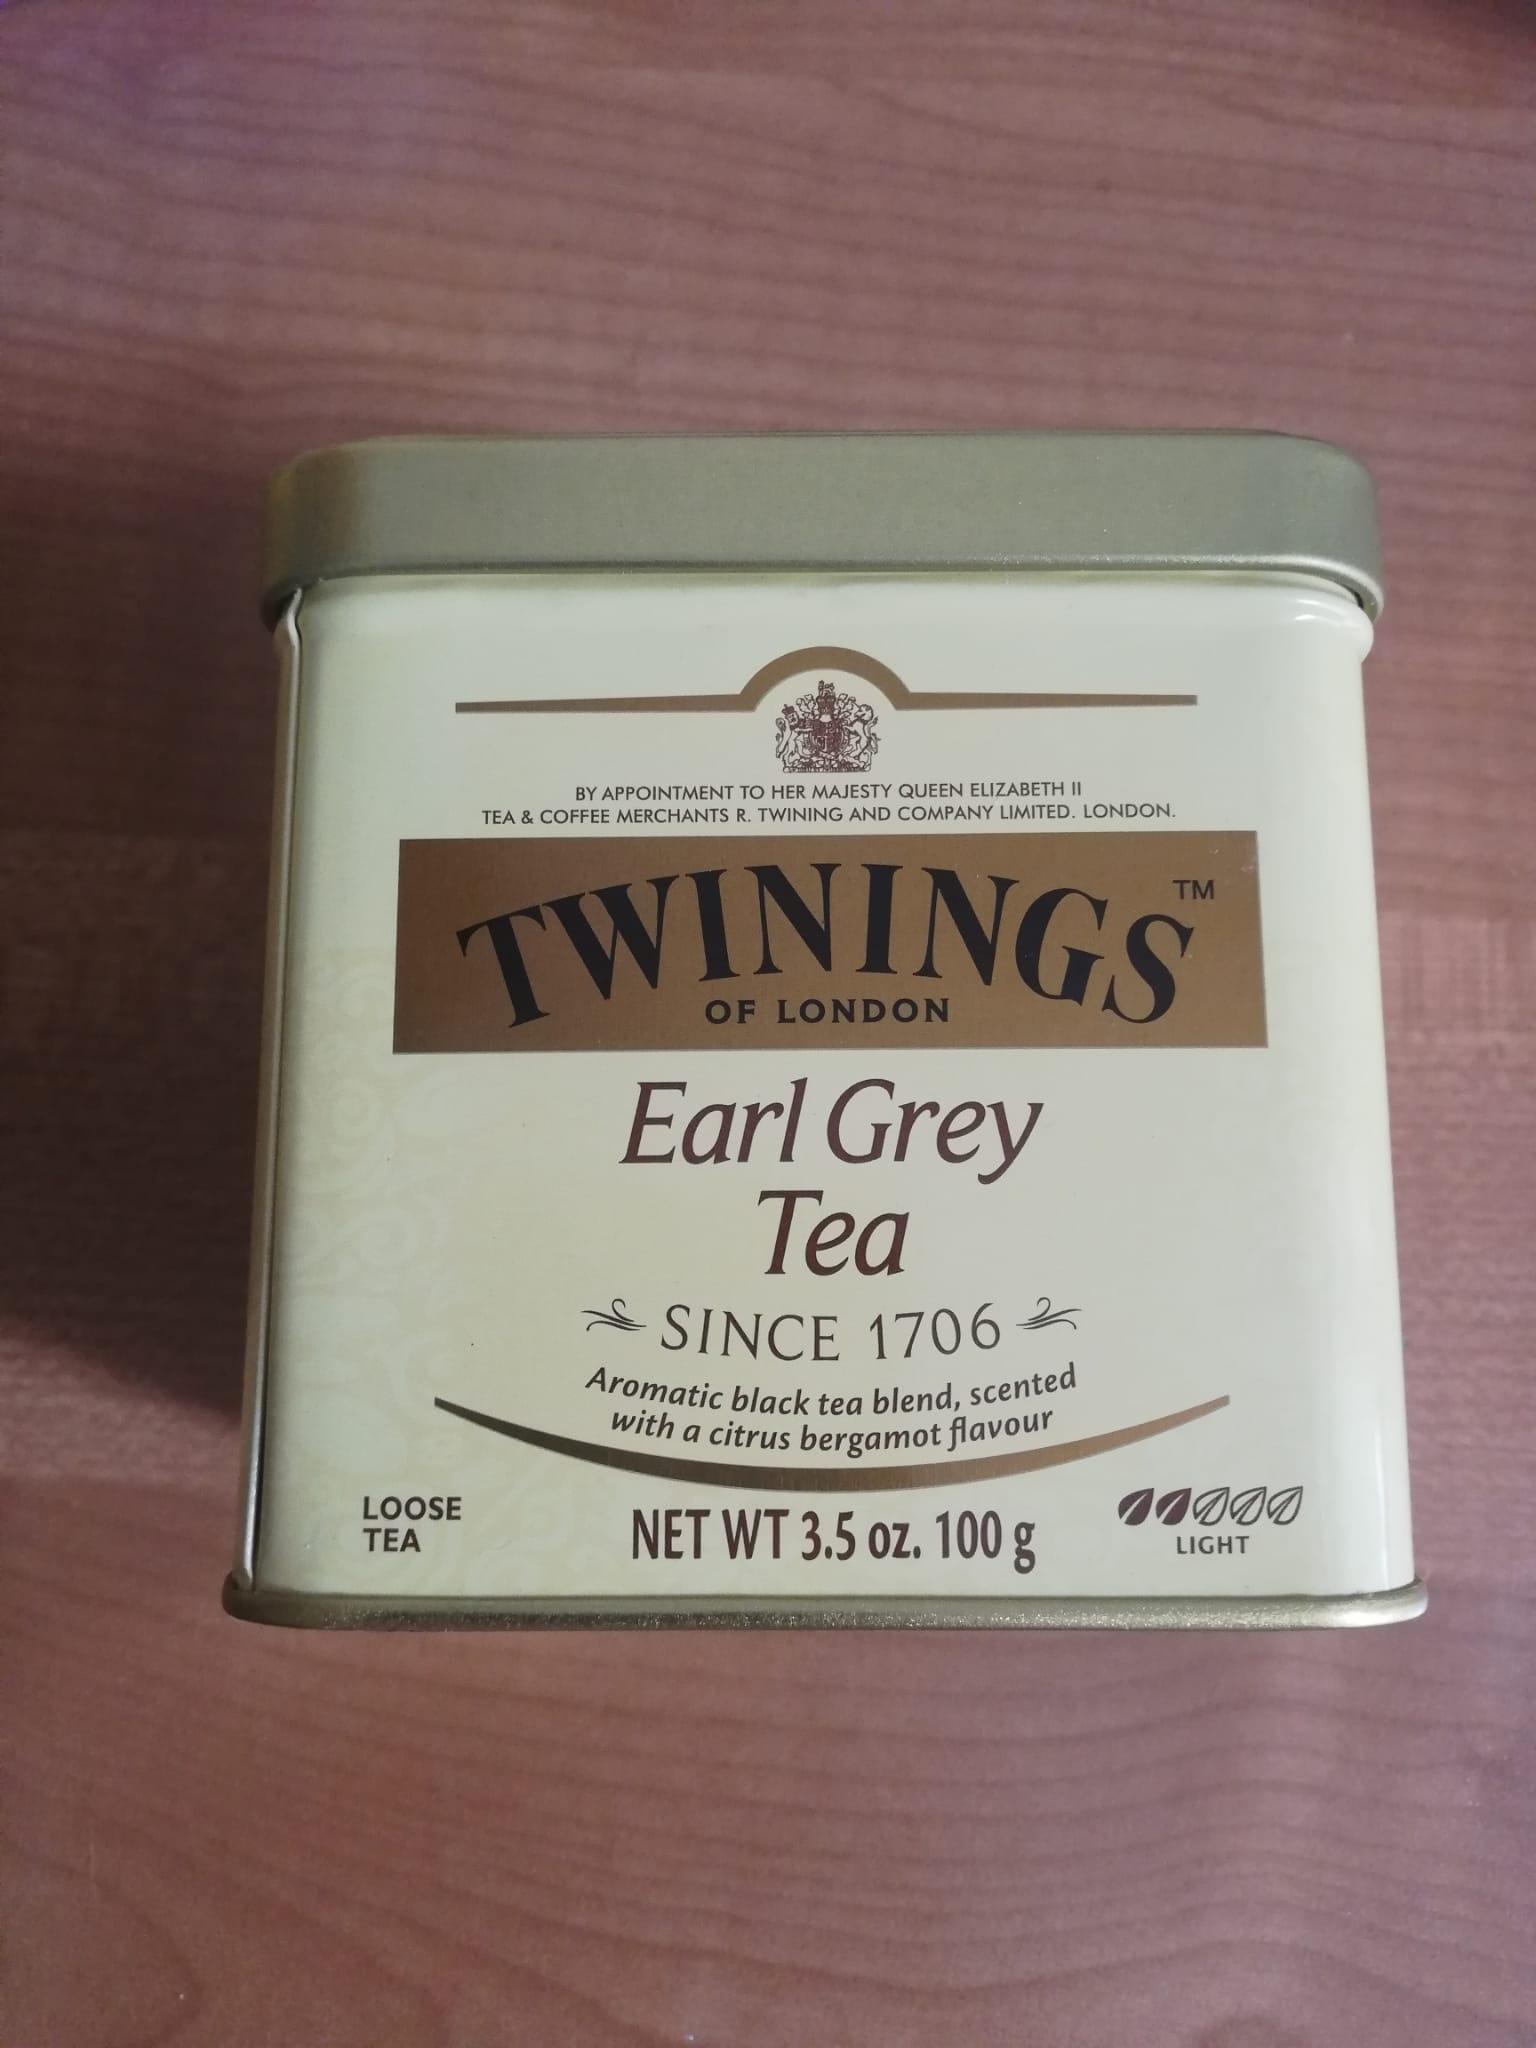 BY APPOINTMENT TO HER MAJESTY QUEEN ELIZABETH II
TEA & COFFEE MERCHANTS R. TWINING AND COMPANY LIMITED. LONDON.
TWININGS™
OF LONDON
Earl Grey
Tea
SINCE 1706
Aromatic black tea blend, scented
with a citrus bergamot flavour
LOOSE
TEA
NET WT 3.5 oz. 100 g
LIGHT